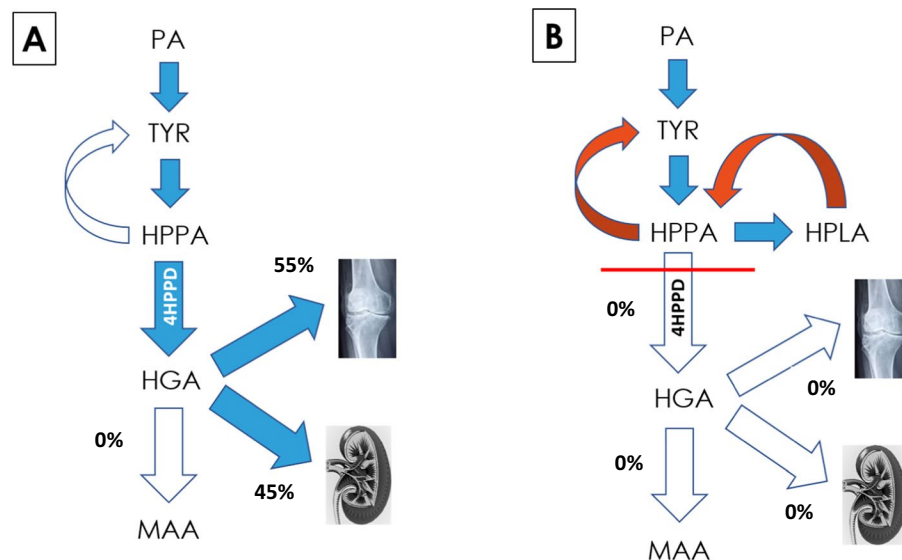 A
PA
TYR
HPPA
4HPPD
55%
HGA
0%
45%
MAA
B
PA
TYR
HPPA
HPLA
0%
4HPPD
HGA
0%
0%
0%
MAA